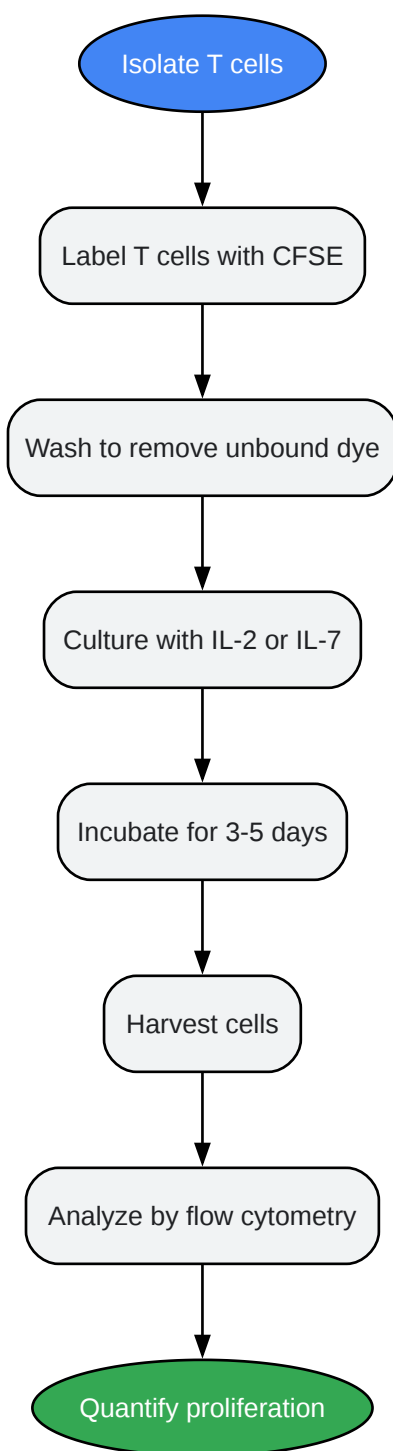 Isolate T cells
Label T cells with CFSE
Wash to remove unbound dye
Culture with IL-2 or IL-7
Incubate for 3-5 days
Harvest cells
Analyze by flow cytometry
Quantify proliferation